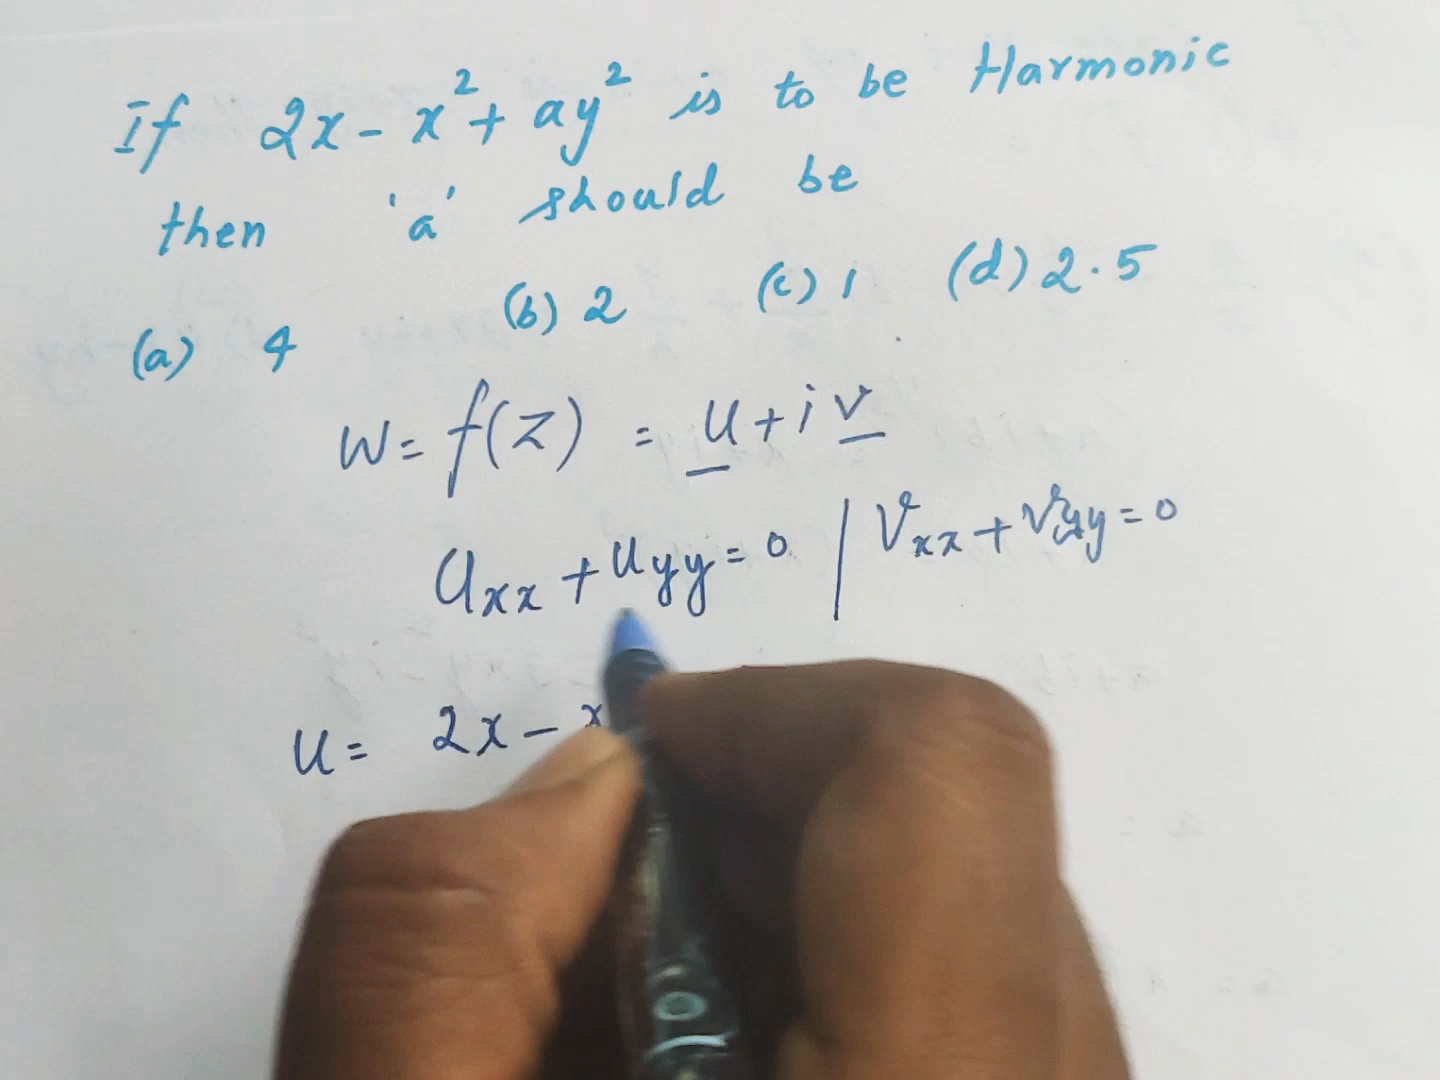 If 2x - x² + ay² is to be Harmonic
then 'a' should be
(a) 4 (b) 2 (c) 1 (d) 2.5
W = f(z) = u + i v
Uxx + uyy = 0 | Vxx + Vyy = 0
u = 2x - x